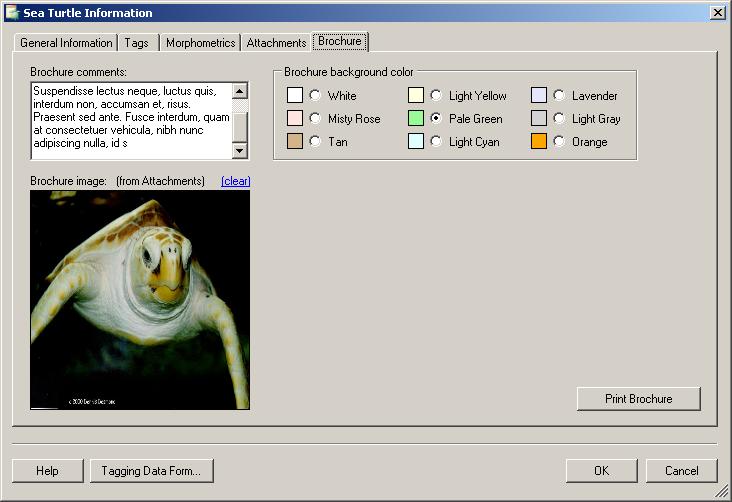 Sea Turtle Information
General Information Tags Morphometrics Attachments Brochure
Brochure comments:
Suspendisse lectus neque, luctus quis,
interdum non, accumsan et, risus.
Praesent sed ante. Fusce interdum, quam
at consectetuer vehicula, nibh nunc
adipiscing nulla, id s
Brochure background color
White Light Yellow Lavender
Misty Rose Pale Green Light Gray
Tan Light Cyan Orange
Brochure image: (from Attachments) (clear)
c 2000 Dennis Desmond
Print Brochure
Help Tagging Data Form... OK Cancel